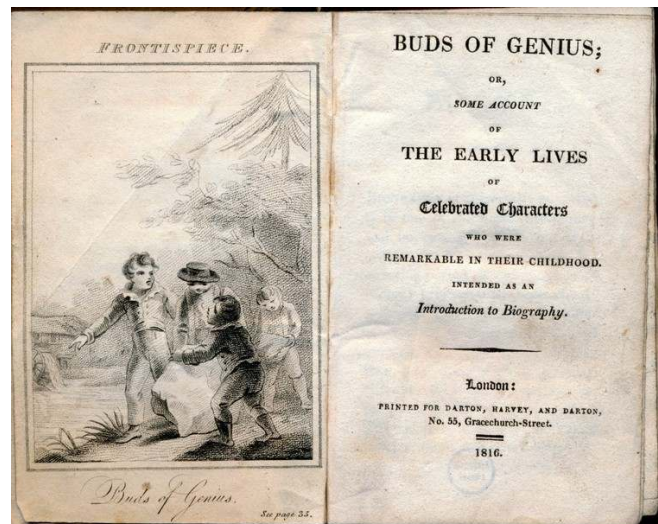 FRONTISPIECE.
Buds of Genius.
See page 35.
BUDS OF GENIUS;
OR,
SOME ACCOUNT
OF
THE EARLY LIVES
OF
Celebrated Characters
WHO WERE
REMARKABLE IN THEIR CHILDHOOD.
INTENDED AS AN
Introduction to Biography.
London:
PRINTED FOR DARTON, HARVEY, AND DARTON,
No. 55, Gracechurch-Street.
1816.